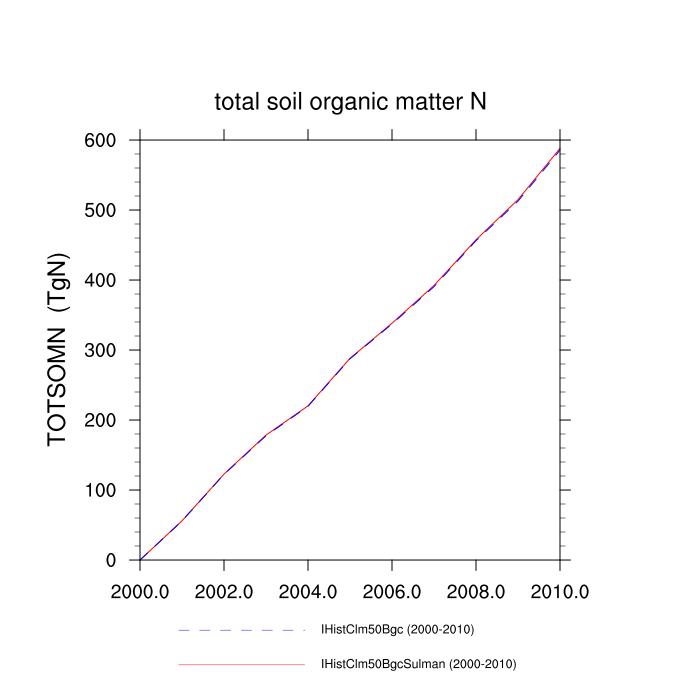 total soil organic matter N
TOTSOMN (TgN)
600
500
400
300
200
100
0
2000.0 2002.0 2004.0 2006.0 2008.0 2010.0
IHistClm50Bgc (2000-2010)
IHistClm50BgcSulman (2000-2010)